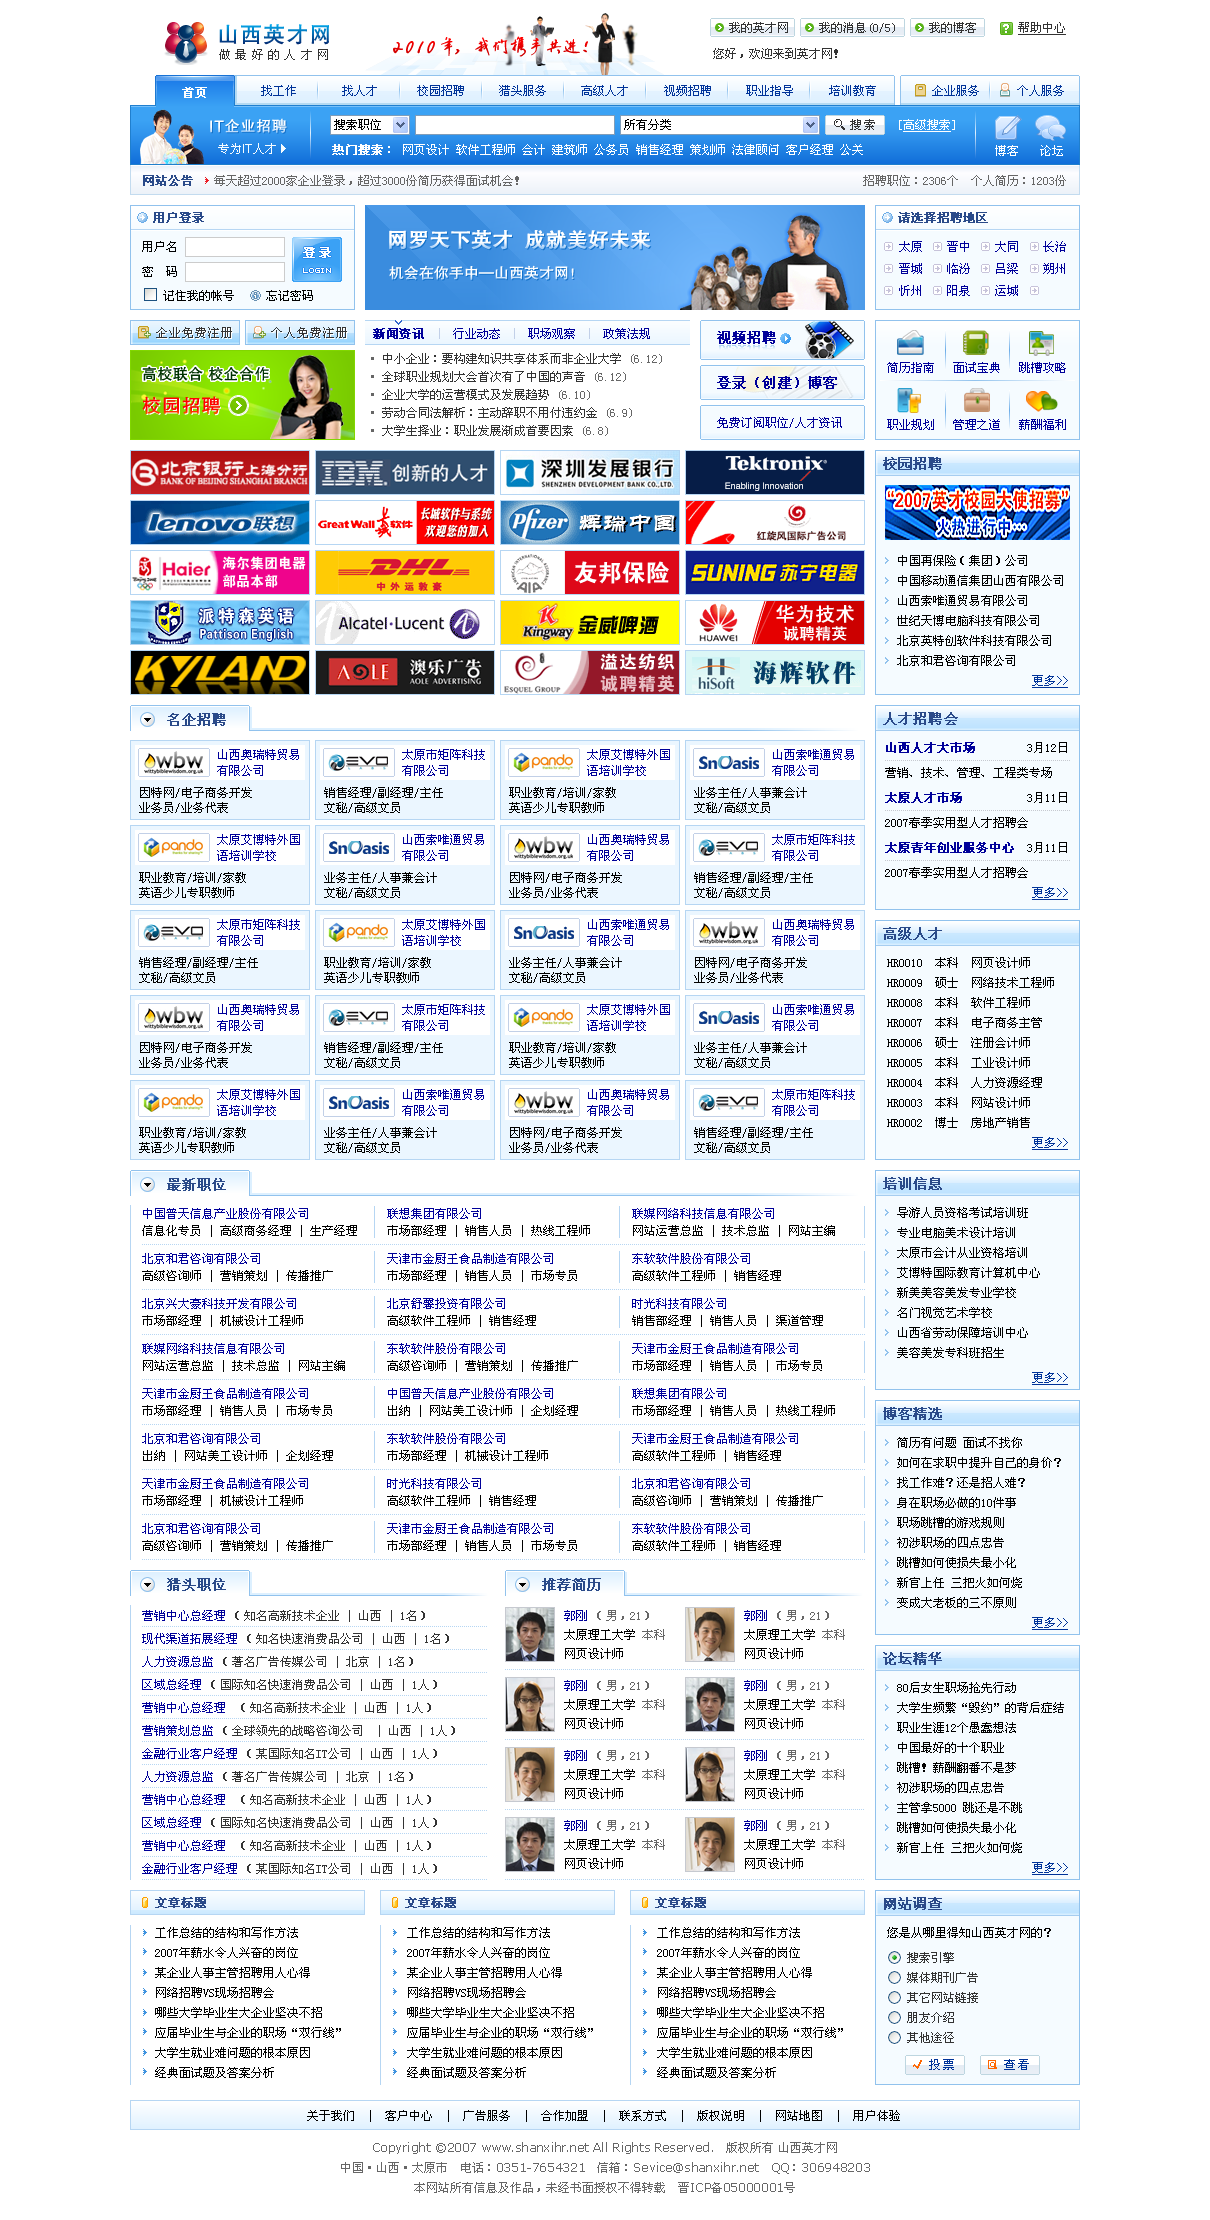 山西英才网
做最好的人才网
2010年，我们携手共进！
我的英才网 我的消息(0/5) 我的博客 帮助中心
您好，欢迎来到英才网！
首页 找工作 找人才 校园招聘 猎头服务 高级人才 视频招聘 职业指导 培训教育 企业服务 个人服务
IT企业招聘
专为IT人才
搜索职位 所有分类 搜索 [高级搜索] 博客 论坛
热门搜索： 网页设计 软件工程师 会计 建筑师 公务员 销售经理 策划师 法律顾问 客户经理 公关
网站公告 每天超过2000家企业登录，超过3000份简历获得面试机会！ 招聘职位：2306个 个人简历：1203份
用户登录
用户名
密 码
登录
LOGIN
记住我的帐号 忘记密码
网罗天下英才 成就美好未来
机会在你手中—山西英才网！
请选择招聘地区
太原 晋中 大同 长治
晋城 临汾 吕梁 朔州
忻州 阳泉 运城
企业免费注册 个人免费注册
高校联合 校企合作
校园招聘
新闻资讯 行业动态 职场观察 政策法规
中小企业：要构建知识共享体系而非企业大学 (6.12)
全球职业规划大会首次有了中国的声音 (6.12)
企业大学的运营模式及发展趋势 (6.10)
劳动合同法解析：主动辞职不用付违约金 (6.9)
大学生择业：职业发展渐成首要因素 (6.8)
视频招聘
登录（创建）博客
免费订阅职位/人才资讯
简历指南 面试宝典 跳槽攻略
职业规划 管理之道 薪酬福利
北京银行 上海分行
BANK OF BEIJING SHANGHAI BRANCH
IBM 创新的人才
深圳发展银行
SHENZHEN DEVELOPMENT BANK CO.,LTD.
Tektronix
Enabling Innovation
lenovo 联想
Great Wall 软件 长城软件与系统 欢迎您的加入
Pfizer 辉瑞中国
红旋风国际广告公司
Haier 海尔集团电器部品本部
DHL
中外运敦豪
AIA 友邦保险
SUNING 苏宁电器
派特森英语
Pattison English
Alcatel·Lucent
Kingway 金威啤酒
HUAWEI 华为技术 诚聘精英
KYLAND
AOLE 澳乐广告
AOLE ADVERTISING
ESQUEL GROUP 溢达纺织 诚聘精英
hiSoft 海辉软件
校园招聘
“2007英才校园大使招募”
火热进行中…
中国再保险（集团）公司
中国移动通信集团山西有限公司
山西索唯通贸易有限公司
世纪天博电脑科技有限公司
北京英特创软件科技有限公司
北京和君咨询有限公司
更多>>
名企招聘
wbw wittybiblewisdom.org.uk 山西奥瑞特贸易有限公司
因特网/电子商务开发
业务员/业务代表
EVO 太原市矩阵科技有限公司
销售经理/副经理/主任
文秘/高级文员
pando 太原艾博特外国语培训学校
职业教育/培训/家教
英语少儿专职教师
SnOasis 山西索唯通贸易有限公司
业务主任/人事兼会计
文秘/高级文员
pando 太原艾博特外国语培训学校
职业教育/培训/家教
英语少儿专职教师
SnOasis 山西索唯通贸易有限公司
业务主任/人事兼会计
文秘/高级文员
wbw wittybiblewisdom.org.uk 山西奥瑞特贸易有限公司
因特网/电子商务开发
业务员/业务代表
EVO 太原市矩阵科技有限公司
销售经理/副经理/主任
文秘/高级文员
EVO 太原市矩阵科技有限公司
销售经理/副经理/主任
文秘/高级文员
pando 太原艾博特外国语培训学校
职业教育/培训/家教
英语少儿专职教师
SnOasis 山西索唯通贸易有限公司
业务主任/人事兼会计
文秘/高级文员
wbw wittybiblewisdom.org.uk 山西奥瑞特贸易有限公司
因特网/电子商务开发
业务员/业务代表
wbw wittybiblewisdom.org.uk 山西奥瑞特贸易有限公司
因特网/电子商务开发
业务员/业务代表
EVO 太原市矩阵科技有限公司
销售经理/副经理/主任
文秘/高级文员
pando 太原艾博特外国语培训学校
职业教育/培训/家教
英语少儿专职教师
SnOasis 山西索唯通贸易有限公司
业务主任/人事兼会计
文秘/高级文员
pando 太原艾博特外国语培训学校
职业教育/培训/家教
英语少儿专职教师
SnOasis 山西索唯通贸易有限公司
业务主任/人事兼会计
文秘/高级文员
wbw wittybiblewisdom.org.uk 山西奥瑞特贸易有限公司
因特网/电子商务开发
业务员/业务代表
EVO 太原市矩阵科技有限公司
销售经理/副经理/主任
文秘/高级文员
人才招聘会
山西人才大市场 3月12日
营销、技术、管理、工程类专场
太原人才市场 3月11日
2007春季实用型人才招聘会
太原青年创业服务中心 3月11日
2007春季实用型人才招聘会
更多>>
高级人才
HR0010 本科 网页设计师
HR0009 硕士 网络技术工程师
HR0008 本科 软件工程师
HR0007 本科 电子商务主管
HR0006 硕士 注册会计师
HR0005 本科 工业设计师
HR0004 本科 人力资源经理
HR0003 本科 网站设计师
HR0002 博士 房地产销售
更多>>
最新职位
中国普天信息产业股份有限公司 联想集团有限公司 联媒网络科技信息有限公司
信息化专员 | 高级商务经理 | 生产经理 市场部经理 | 销售人员 | 热线工程师 网站运营总监 | 技术总监 | 网站主编
北京和君咨询有限公司 天津市金厨王食品制造有限公司 东软软件股份有限公司
高级咨询师 | 营销策划 | 传播推广 市场部经理 | 销售人员 | 市场专员 高级软件工程师 | 销售经理
北京兴大豪科技开发有限公司 北京舒馨投资有限公司 时光科技有限公司
市场部经理 | 机械设计工程师 高级软件工程师 | 销售经理 销售部经理 | 销售人员 | 渠道管理
联媒网络科技信息有限公司 东软软件股份有限公司 天津市金厨王食品制造有限公司
网站运营总监 | 技术总监 | 网站主编 高级咨询师 | 营销策划 | 传播推广 市场部经理 | 销售人员 | 市场专员
天津市金厨王食品制造有限公司 中国普天信息产业股份有限公司 联想集团有限公司
市场部经理 | 销售人员 | 市场专员 出纳 | 网站美工设计师 | 企划经理 市场部经理 | 销售人员 | 热线工程师
北京和君咨询有限公司 东软软件股份有限公司 天津市金厨王食品制造有限公司
出纳 | 网站美工设计师 | 企划经理 市场部经理 | 机械设计工程师 高级软件工程师 | 销售经理
天津市金厨王食品制造有限公司 时光科技有限公司 北京和君咨询有限公司
市场部经理 | 机械设计工程师 高级软件工程师 | 销售经理 高级咨询师 | 营销策划 | 传播推广
北京和君咨询有限公司 天津市金厨王食品制造有限公司 东软软件股份有限公司
高级咨询师 | 营销策划 | 传播推广 市场部经理 | 销售人员 | 市场专员 高级软件工程师 | 销售经理
培训信息
导游人员资格考试培训班
专业电脑美术设计培训
太原市会计从业资格培训
艾博特国际教育计算机中心
新美美容美发专业学校
名门视觉艺术学校
山西省劳动保障培训中心
美容美发专科班招生
更多>>
博客精选
简历有问题 面试不找你
如何在求职中提升自己的身价？
找工作难？还是招人难？
身在职场必做的10件事
职场跳槽的游戏规则
初涉职场的四点忠告
跳槽如何使损失最小化
新官上任 三把火如何烧
变成大老板的三不原则
更多>>
猎头职位
营销中心总经理 （知名高新技术企业 | 山西 | 1名）
现代渠道拓展经理 （知名快速消费品公司 | 山西 | 1名）
人力资源总监 （著名广告传媒公司 | 北京 | 1名）
区域总经理 （国际知名快速消费品公司 | 山西 | 1人）
营销中心总经理 （知名高新技术企业 | 山西 | 1人）
营销策划总监 （全球领先的战略咨询公司 | 山西 | 1人）
金融行业客户经理 （某国际知名IT公司 | 山西 | 1人）
人力资源总监 （著名广告传媒公司 | 北京 | 1名）
营销中心总经理 （知名高新技术企业 | 山西 | 1人）
区域总经理 （国际知名快速消费品公司 | 山西 | 1人）
营销中心总经理 （知名高新技术企业 | 山西 | 1人）
金融行业客户经理 （某国际知名IT公司 | 山西 | 1人）
推荐简历
郭刚 （男，21） 郭刚 （男，21）
太原理工大学 本科 太原理工大学 本科
网页设计师 网页设计师
郭刚 （男，21） 郭刚 （男，21）
太原理工大学 本科 太原理工大学 本科
网页设计师 网页设计师
郭刚 （男，21） 郭刚 （男，21）
太原理工大学 本科 太原理工大学 本科
网页设计师 网页设计师
郭刚 （男，21） 郭刚 （男，21）
太原理工大学 本科 太原理工大学 本科
网页设计师 网页设计师
论坛精华
80后女生职场抢先行动
大学生频繁“毁约”的背后症结
职业生涯12个愚蠢想法
中国最好的十个职业
跳槽！薪酬翻番不是梦
初涉职场的四点忠告
主管拿5000 跳还是不跳
跳槽如何使损失最小化
新官上任 三把火如何烧
更多>>
文章标题 文章标题 文章标题
工作总结的结构和写作方法 工作总结的结构和写作方法 工作总结的结构和写作方法
2007年薪水令人兴奋的岗位 2007年薪水令人兴奋的岗位 2007年薪水令人兴奋的岗位
某企业人事主管招聘用人心得 某企业人事主管招聘用人心得 某企业人事主管招聘用人心得
网络招聘VS现场招聘会 网络招聘VS现场招聘会 网络招聘VS现场招聘会
哪些大学毕业生大企业坚决不招 哪些大学毕业生大企业坚决不招 哪些大学毕业生大企业坚决不招
应届毕业生与企业的职场“双行线” 应届毕业生与企业的职场“双行线” 应届毕业生与企业的职场“双行线”
大学生就业难问题的根本原因 大学生就业难问题的根本原因 大学生就业难问题的根本原因
经典面试题及答案分析 经典面试题及答案分析 经典面试题及答案分析
网站调查
您是从哪里得知山西英才网的？
搜索引擎
媒体期刊广告
其它网站链接
朋友介绍
其他途径
投票 查看
关于我们 | 客户中心 | 广告服务 | 合作加盟 | 联系方式 | 版权说明 | 网站地图 | 用户体验
Copyright ©2007 www.shanxihr.net All Rights Reserved. 版权所有 山西英才网
中国·山西·太原市 电话：0351-7654321 信箱：Sevice@shanxihr.net QQ：306948203
本网站所有信息及作品，未经书面授权不得转载 晋ICP备05000001号